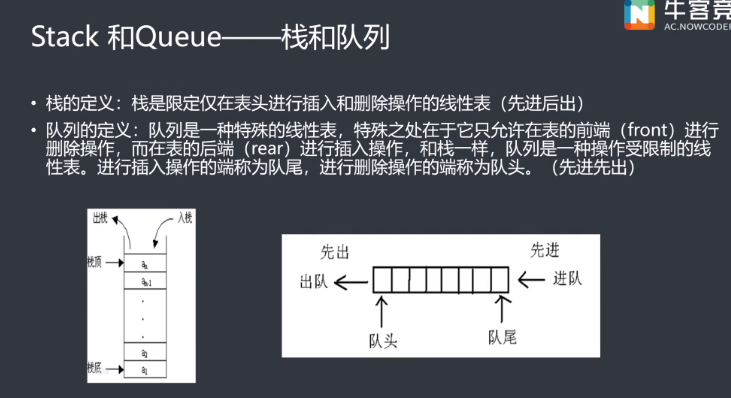 牛客竞
AC.NOWCODER
Stack 和Queue——栈和队列
• 栈的定义：栈是限定仅在表头进行插入和删除操作的线性表（先进后出）
• 队列的定义：队列是一种特殊的线性表，特殊之处在于它只允许在表的前端（front）进行
删除操作，而在表的后端（rear）进行插入操作，和栈一样，队列是一种操作受限制的线
性表。进行插入操作的端称为队尾，进行删除操作的端称为队头。（先进先出）
出栈 入栈
栈顶 aₙ
aₙ₋₁
栈底 a₂
a₁
先出 先进
出队 进队
队头 队尾